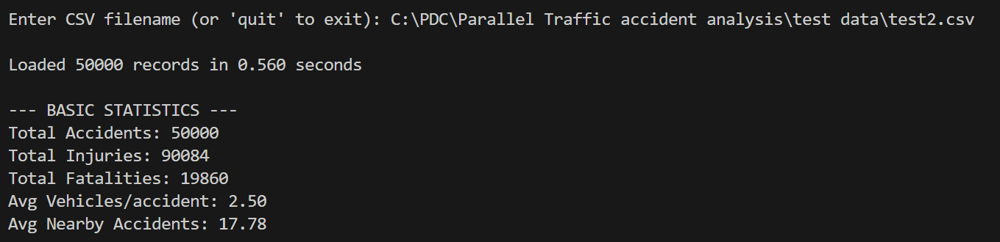 Enter CSV filename (or 'quit' to exit): C:\PDC\Parallel Traffic accident analysis\test data\test2.csv
Loaded 50000 records in 0.560 seconds
--- BASIC STATISTICS ---
Total Accidents: 50000
Total Injuries: 90084
Total Fatalities: 19860
Avg Vehicles/accident: 2.50
Avg Nearby Accidents: 17.78